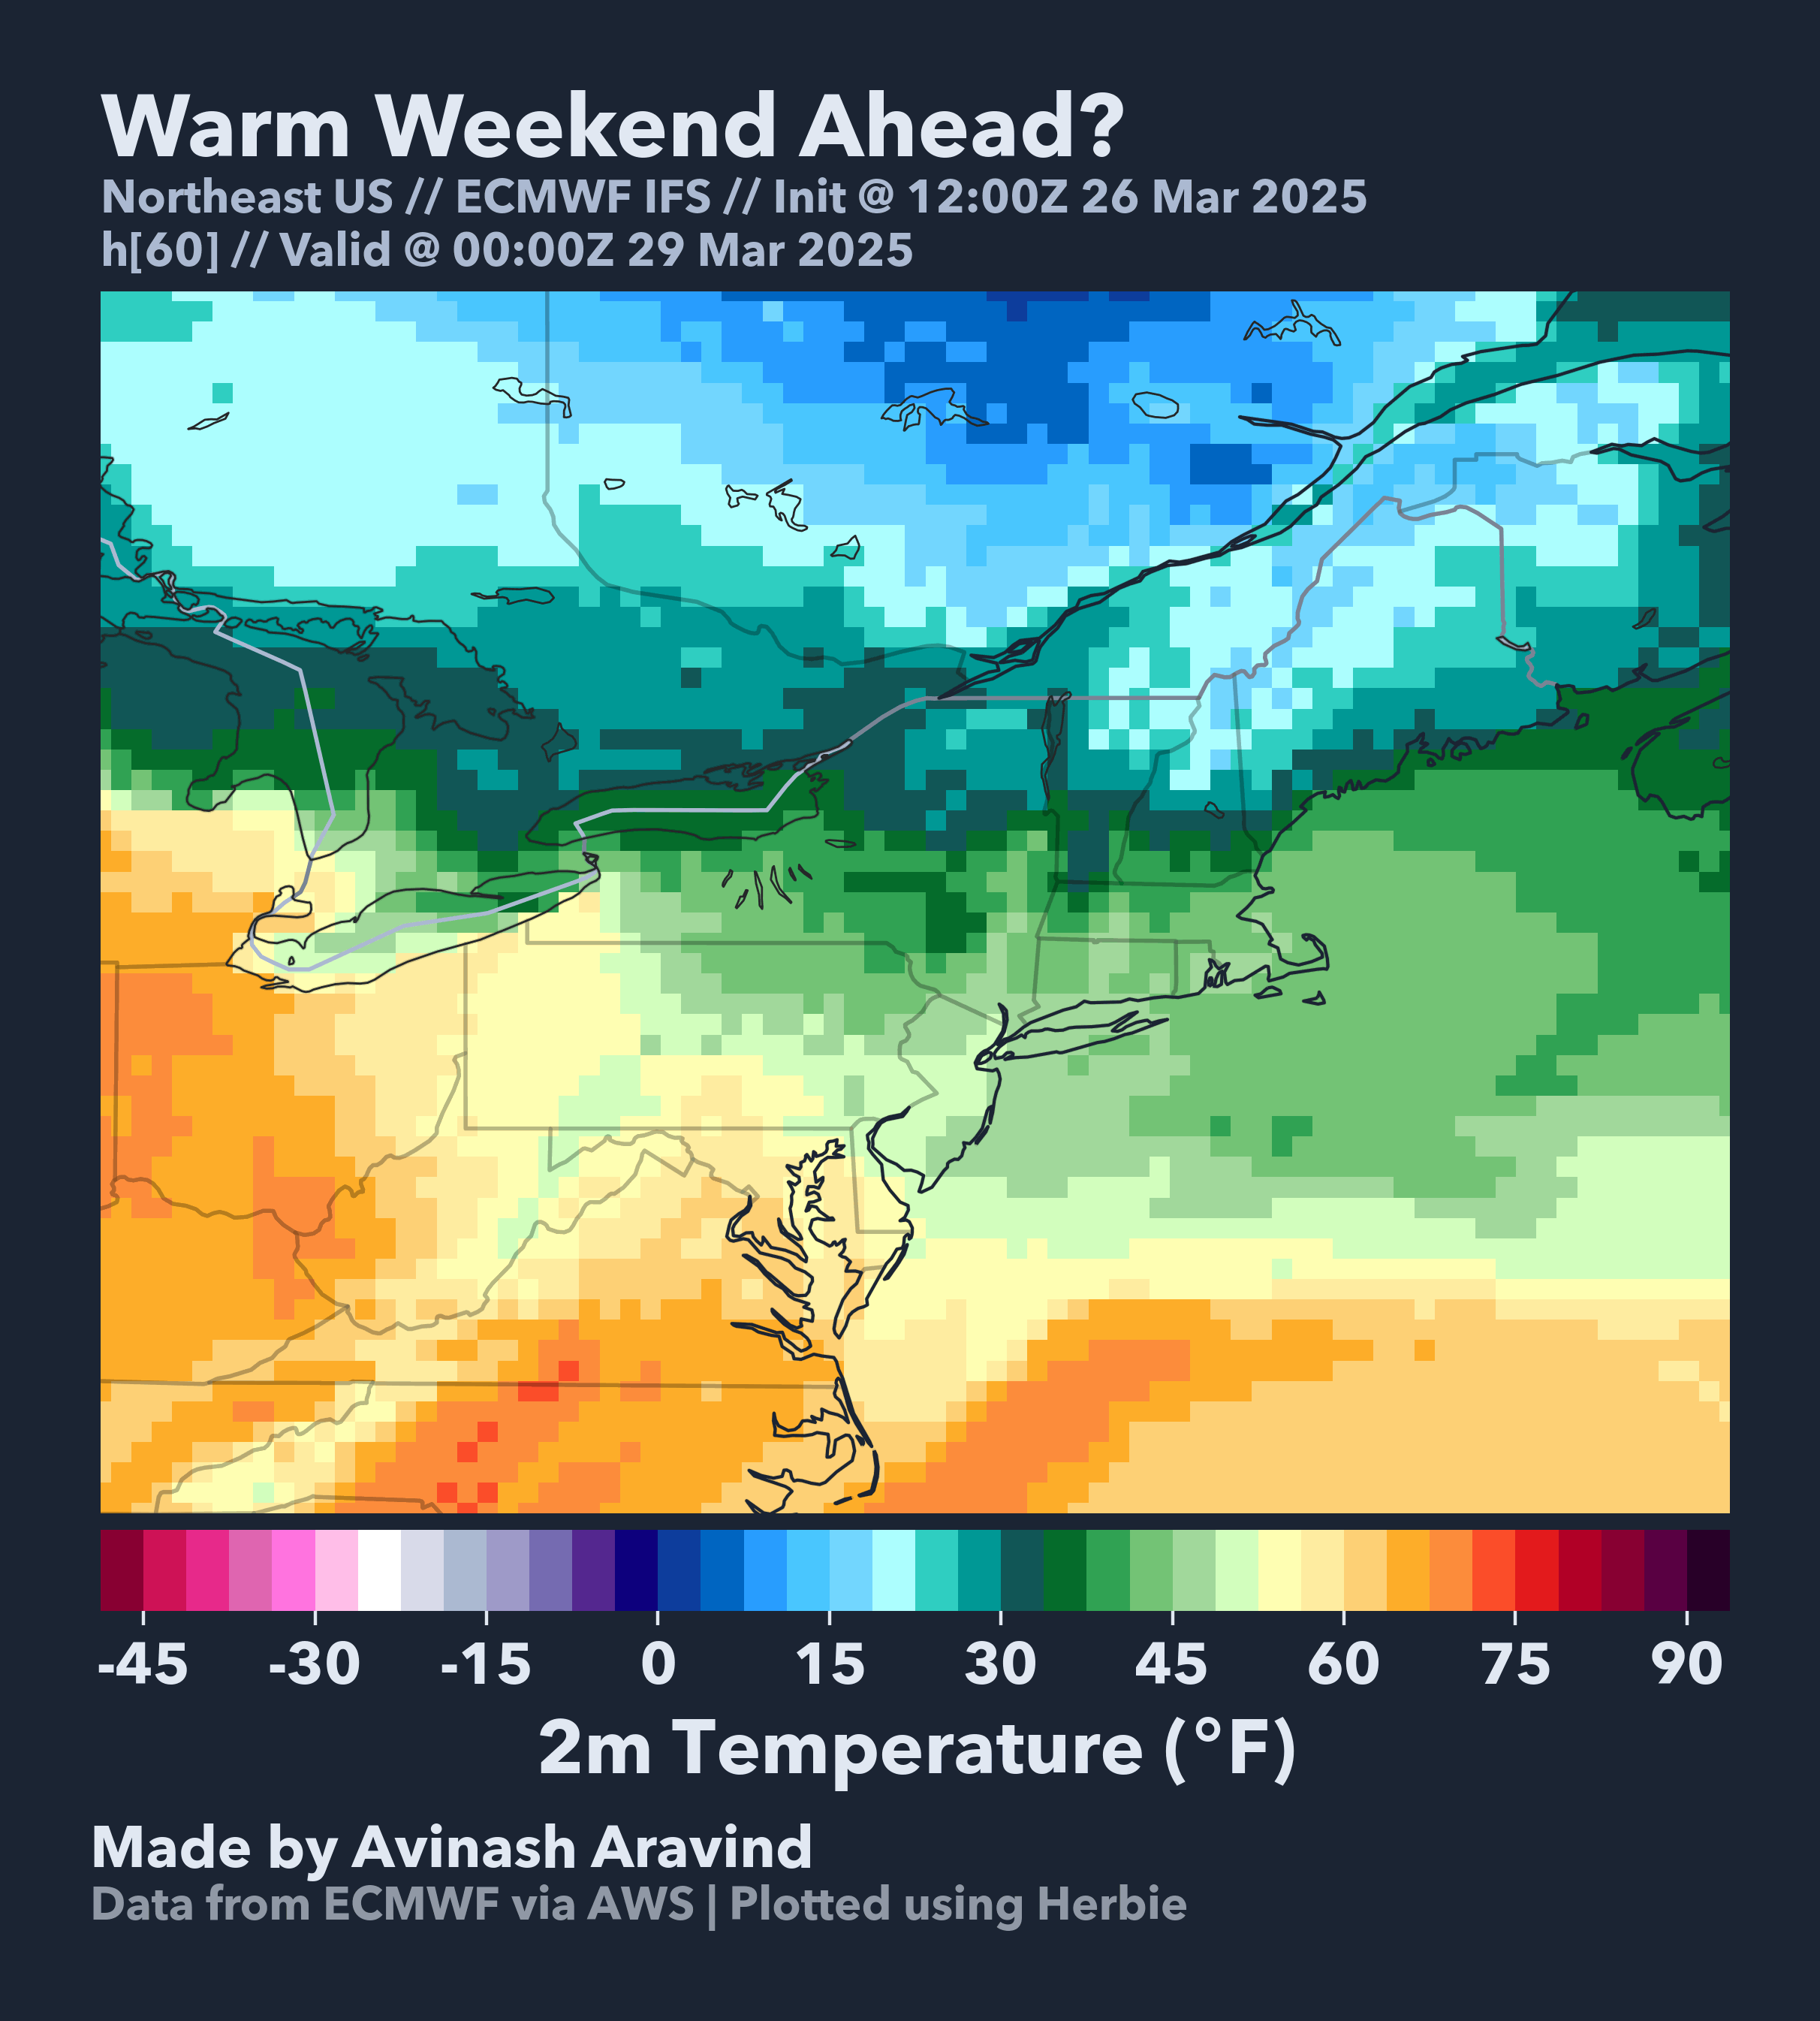 Warm Weekend Ahead?
Northeast US // ECMWF IFS // Init @ 12:00Z 26 Mar 2025
h[60] // Valid @ 00:00Z 29 Mar 2025
-45 -30 -15 0 15 30 45 60 75 90
2m Temperature (°F)
Made by Avinash Aravind
Data from ECMWF via AWS | Plotted using Herbie